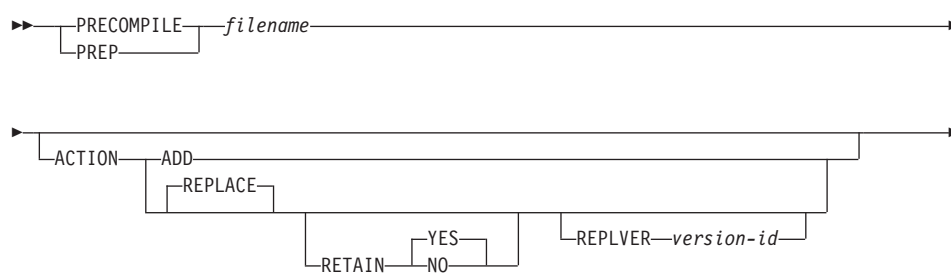 PRECOMPILE filename
PREP
ACTION ADD
REPLACE
YES
REPLVER version-id
RETAIN NO